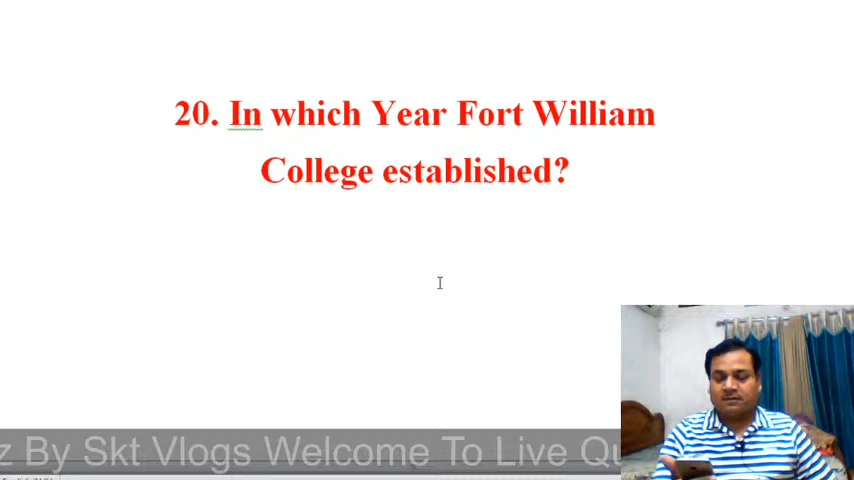 20. In which Year Fort William
College established?
z By Skt Vlogs Welcome To Live Qu